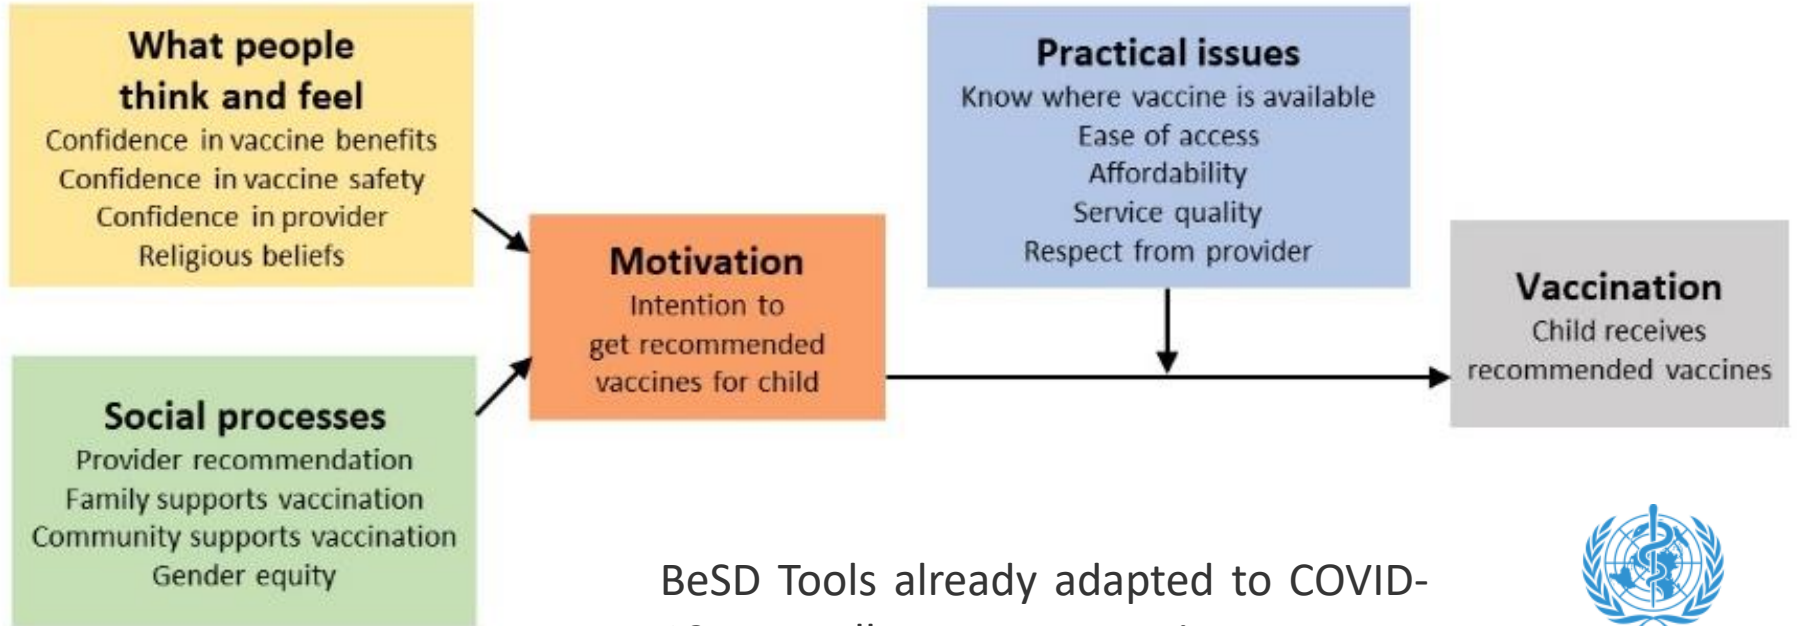 What people
think and feel
Confidence in vaccine benefits
Confidence in vaccine safety
Confidence in provider
Religious beliefs
Social processes
Provider recommendation
Family supports vaccination
Community supports vaccination
Gender equity
Motivation
Intention to
get recommended
vaccines for child
Practical issues
Know where vaccine is available
Ease of access
Affordability
Service quality
Respect from provider
Vaccination
Child receives
recommended vaccines
BeSD Tools already adapted to COVID-